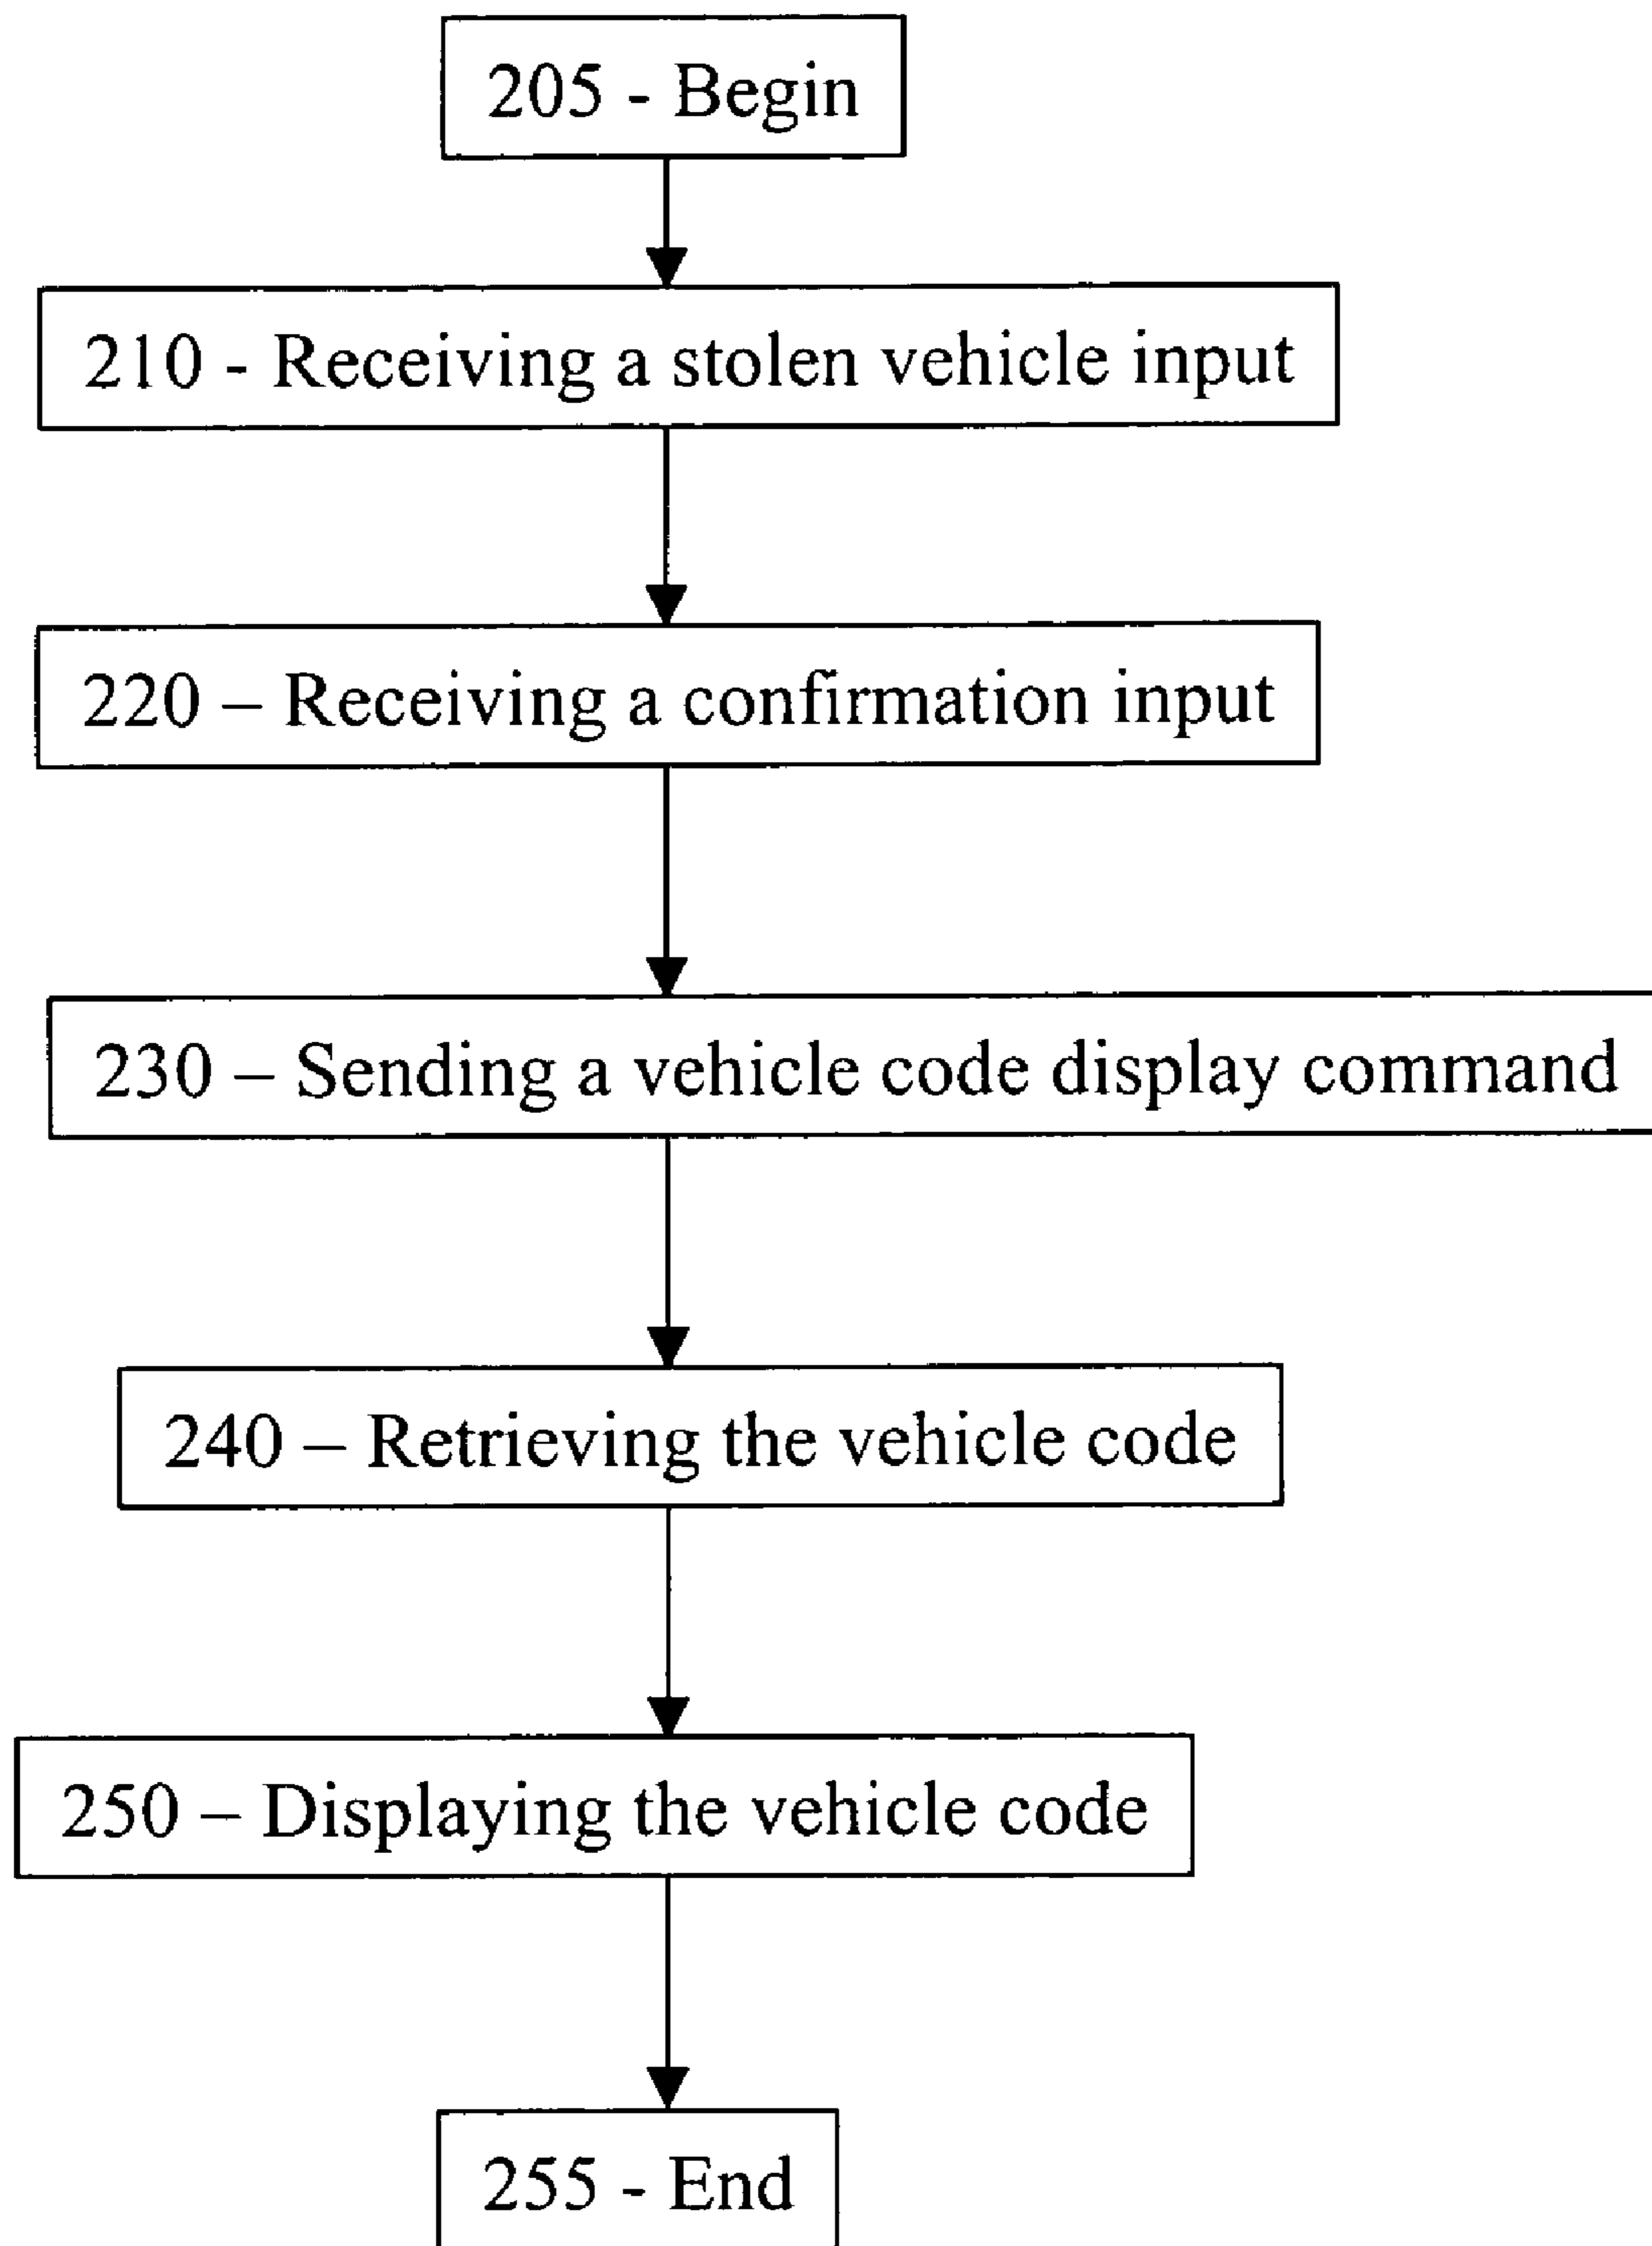 205 - Begin
210 - Receiving a stolen vehicle input
220 – Receiving a confirmation input
230 – Sending a vehicle code display command
240 – Retrieving the vehicle code
250 – Displaying the vehicle code
255 - End